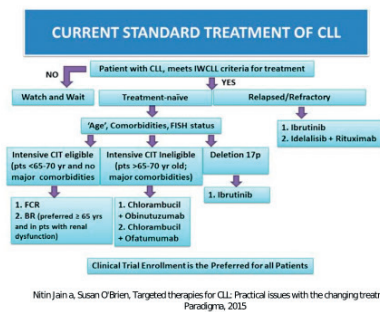 CURRENT STANDARD TREATMENT OF CLL
Patient with CLL, meets IWCLL criteria for treatment
NO
YES
Watch and Wait
Treatment-naïve
Relapsed/Refractory
'Age', Comorbidities, FISH status
1. Ibrutinib
2. Idelalisib + Rituximab
Intensive CIT eligible
(pts <65-70 yr and no
major comorbidities
Intensive CIT Ineligible
(pts >65-70 yr old;
major comorbidities)
Deletion 17p
1. FCR
2. BR (preferred ≥ 65 yrs
and in pts with renal
dysfunction)
1. Chlorambucil
+ Obinutuzumab
2. Chlorambucil
+ Ofatumumab
1. Ibrutinib
Clinical Trial Enrollment is the Preferred for all Patients
Nitin Jain a, Susan O'Brien, Targeted therapies for CLL: Practical issues with the changing treatm
Paradigma, 2015